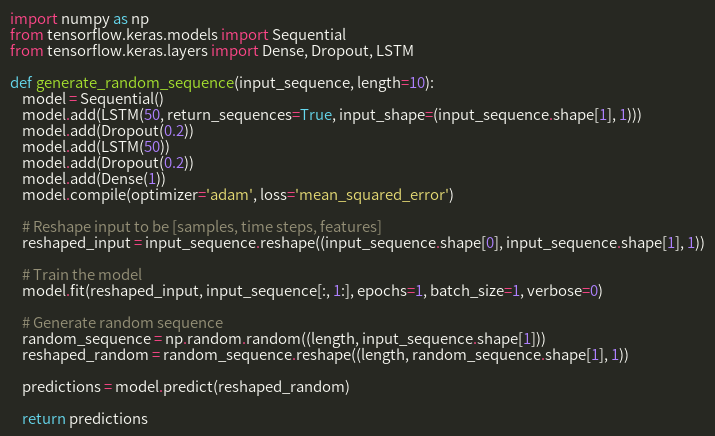 import numpy as np
from tensorflow.keras.models import Sequential
from tensorflow.keras.layers import Dense, Dropout, LSTM

def generate_random_sequence(input_sequence, length=10):
    model = Sequential()
    model.add(LSTM(50, return_sequences=True, input_shape=(input_sequence.shape[1], 1)))
    model.add(Dropout(0.2))
    model.add(LSTM(50))
    model.add(Dropout(0.2))
    model.add(Dense(1))
    model.compile(optimizer='adam', loss='mean_squared_error')

    # Reshape input to be [samples, time steps, features]
    reshaped_input = input_sequence.reshape((input_sequence.shape[0], input_sequence.shape[1], 1))

    # Train the model
    model.fit(reshaped_input, input_sequence[:, 1:], epochs=1, batch_size=1, verbose=0)

    # Generate random sequence
    random_sequence = np.random.random((length, input_sequence.shape[1]))
    reshaped_random = random_sequence.reshape((length, random_sequence.shape[1], 1))

    predictions = model.predict(reshaped_random)

    return predictions